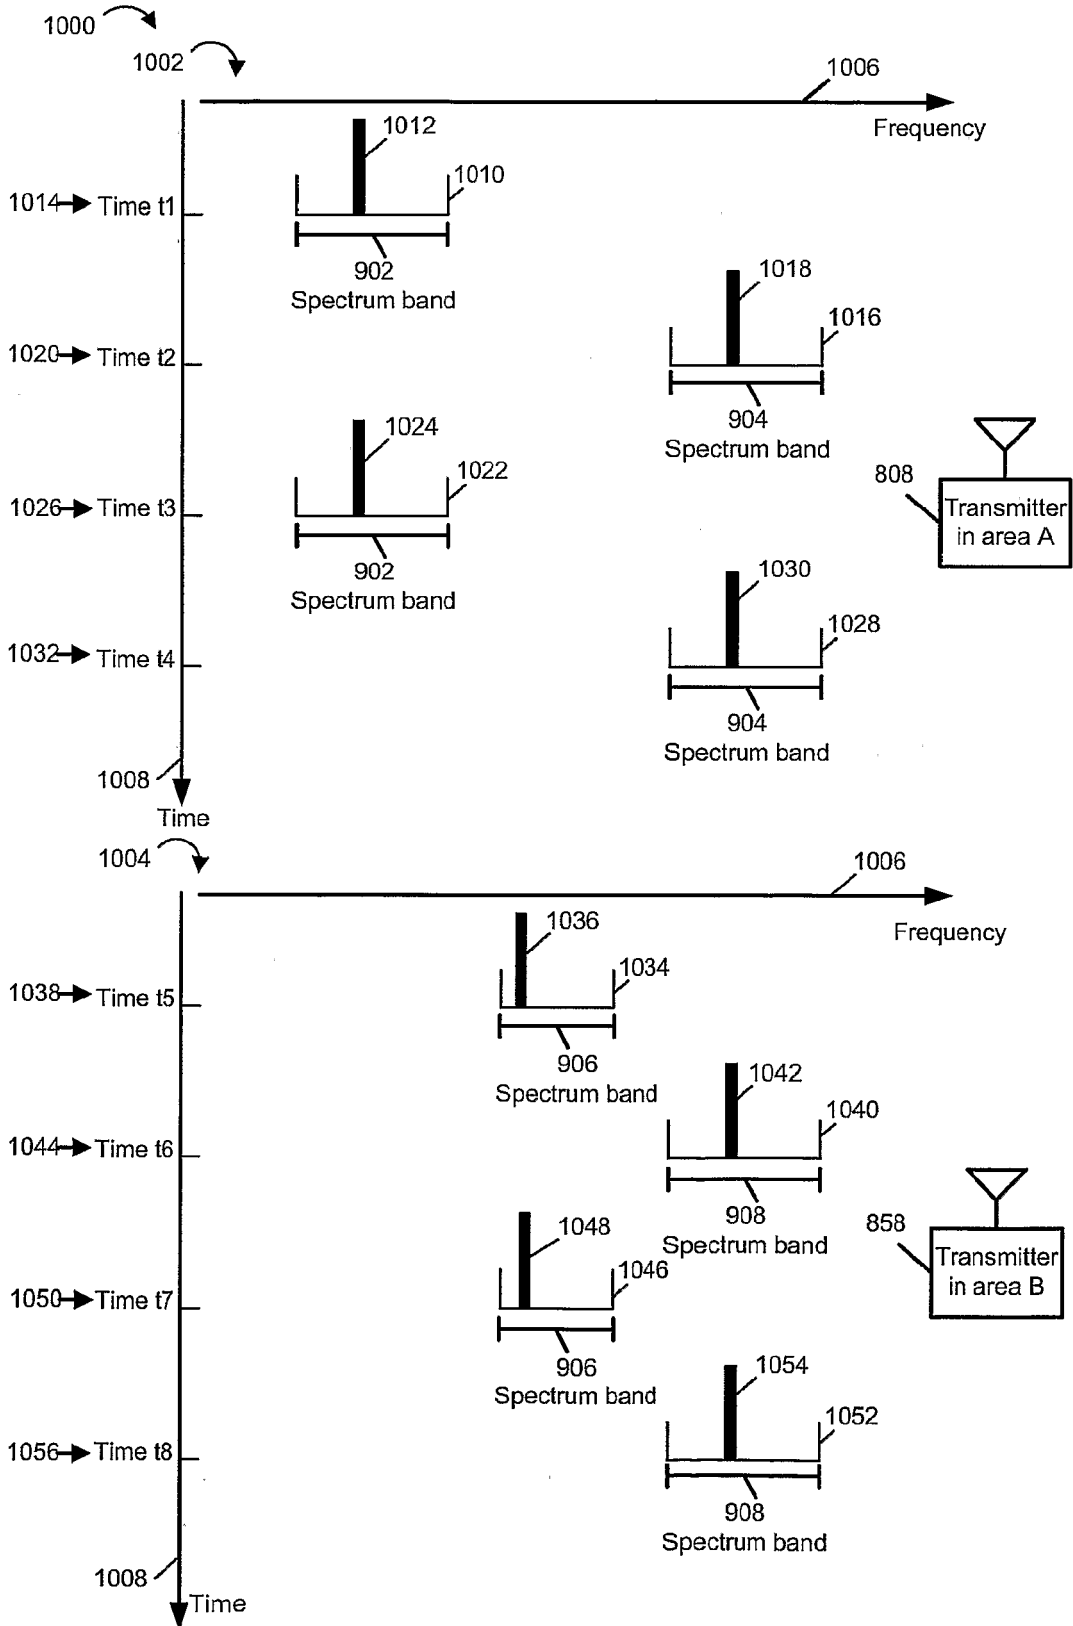 1000
1002
1006
Frequency
1012
1010
1014
Time t1
902
Spectrum band
1018
1016
1020
Time t2
904
Spectrum band
1024
1022
1026
Time t3
902
Spectrum band
808
Transmitter
in area A
1030
1028
1032
Time t4
904
Spectrum band
1008
Time
1004
1006
Frequency
1036
1034
1038
Time t5
906
Spectrum band
1042
1040
1044
Time t6
908
Spectrum band
858
Transmitter
in area B
1048
1046
1050
Time t7
906
Spectrum band
1054
1052
1056
Time t8
908
Spectrum band
1008
Time